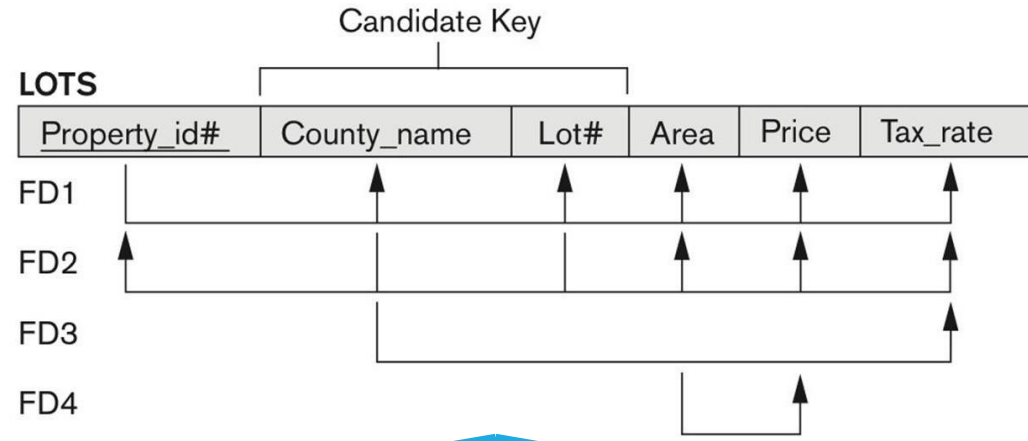 Candidate Key
LOTS
Property_id# County_name Lot# Area Price Tax_rate
FD1
FD2
FD3
FD4